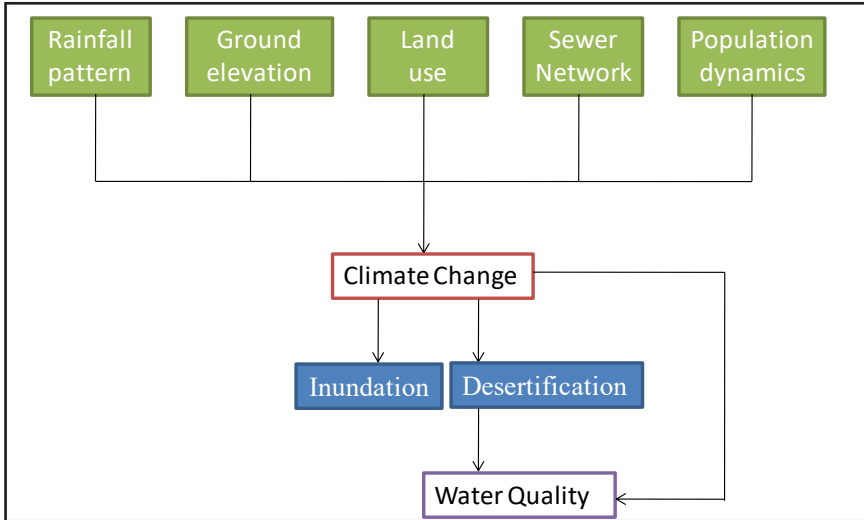 Rainfall
pattern
Ground
elevation
Land
use
Sewer
Network
Population
dynamics
Climate Change
Inundation
Desertification
Water Quality